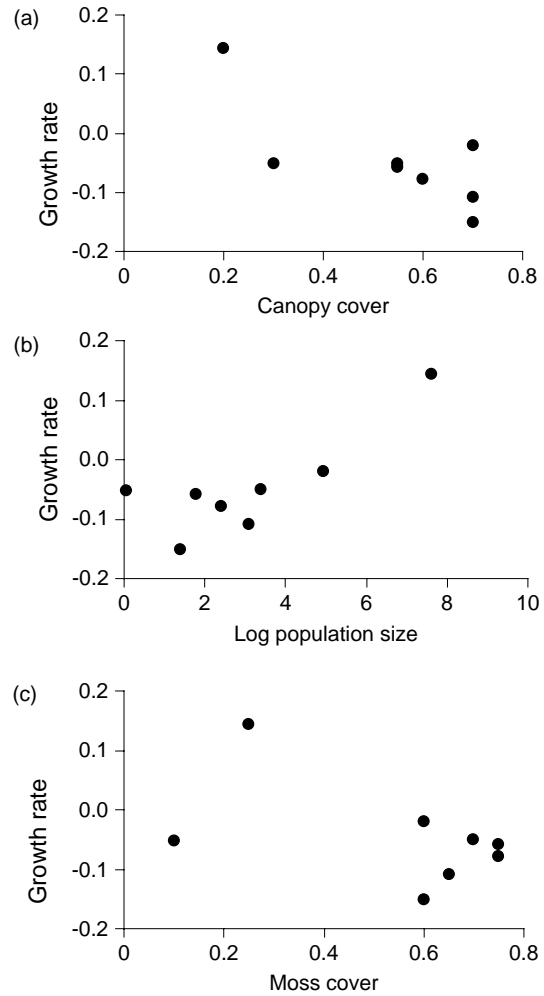 (a)
Growth rate
0.2
0.1
0.0
-0.1
-0.2
0 0.2 0.4 0.6 0.8
Canopy cover
(b)
Growth rate
0.2
0.1
0.0
-0.1
-0.2
0 2 4 6 8 10
Log population size
(c)
Growth rate
0.2
0.1
0.0
-0.1
-0.2
0 0.2 0.4 0.6 0.8
Moss cover